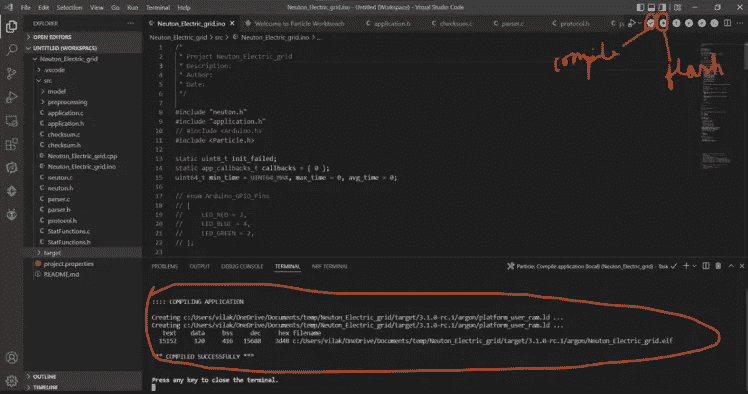 Neuton_Electric_grid.ino - Untitled (Workspace) - Visual Studio Code
File Edit Selection View Go Run Terminal Help
EXPLORER
OPEN EDITORS
UNTITLED (WORKSPACE)
Neuton_Electric_grid
.vscode
src
model
preprocessing
application.c
application.h
checksum.c
checksum.h
Neuton_Electric_grid.cpp
Neuton_Electric_grid.ino
neuton.c
neuton.h
parser.c
parser.h
protocol.h
StatFunctions.c
StatFunctions.h
target
project.properties
README.md
OUTLINE
TIMELINE
Neuton_Electric_grid.ino Welcome to Particle Workbench application.h checksum.c parser.c protocol.h
compile
flash
Neuton_Electric_grid > src > Neuton_Electric_grid.ino > ...
1 /*
2 * Project Neuton_Electric_grid
3 * Description:
4 * Author:
5 * Date:
6 */
7
8 #include "neuton.h"
9 #include "application.h"
10 // #include <Arduino.h>
11 #include <Particle.h>
12
13 static uint8_t init_failed;
14 static app_callbacks_t callbacks = { 0 };
15 uint64_t min_time = UINT64_MAX, max_time = 0, avg_time = 0;
16
17 // enum Arduino_GPIO_Pins
18 // {
19 // LED_RED = 3,
20 // LED_BLUE = 4,
21 // LED_GREEN = 2,
22 // };
23
PROBLEMS OUTPUT DEBUG CONSOLE TERMINAL NRF TERMINAL
Particle: Compile application (local) (Neuton_Electric_grid) - Task
:::: COMPILING APPLICATION
Creating c:/Users/vilak/OneDrive/Documents/temp/Neuton_Electric_grid/target/3.1.0-rc.1/argon/platform_user_ram.ld ...
Creating c:/Users/vilak/OneDrive/Documents/temp/Neuton_Electric_grid/target/3.1.0-rc.1/argon/platform_user_ram.ld ...
text data bss dec hex filename
15152 120 416 15688 3d48 c:/Users/vilak/OneDrive/Documents/temp/Neuton_Electric_grid/target/3.1.0-rc.1/argon/Neuton_Electric_grid.elf
*** COMPILED SUCCESSFULLY ***
Press any key to close the terminal.